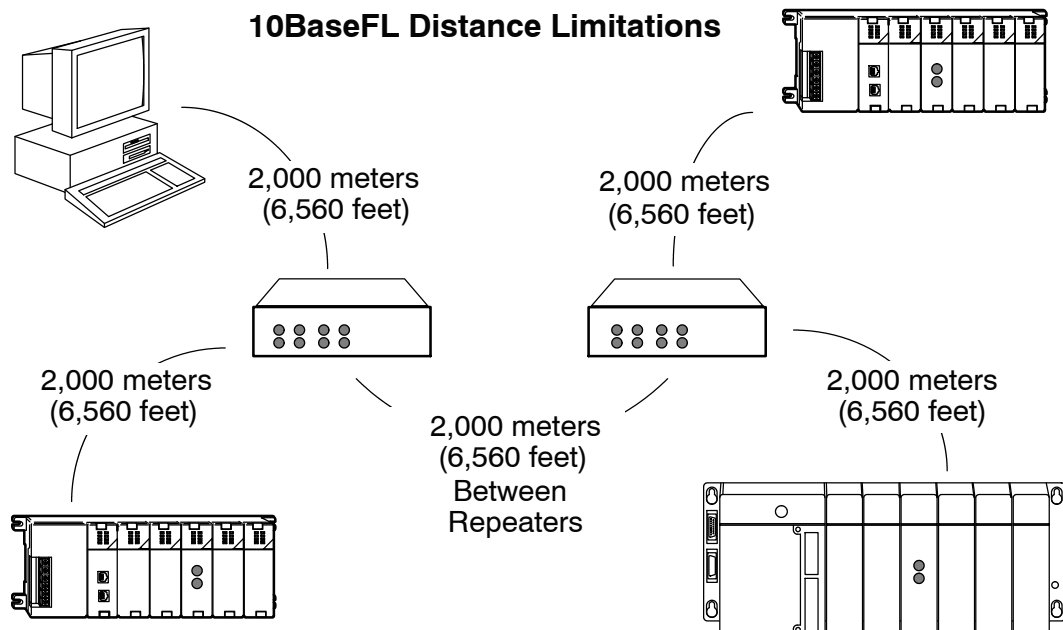 10BaseFL Distance Limitations
2,000 meters
(6,560 feet)
2,000 meters
(6,560 feet)
2,000 meters
(6,560 feet)
2,000 meters
(6,560 feet)
Between
Repeaters
2,000 meters
(6,560 feet)